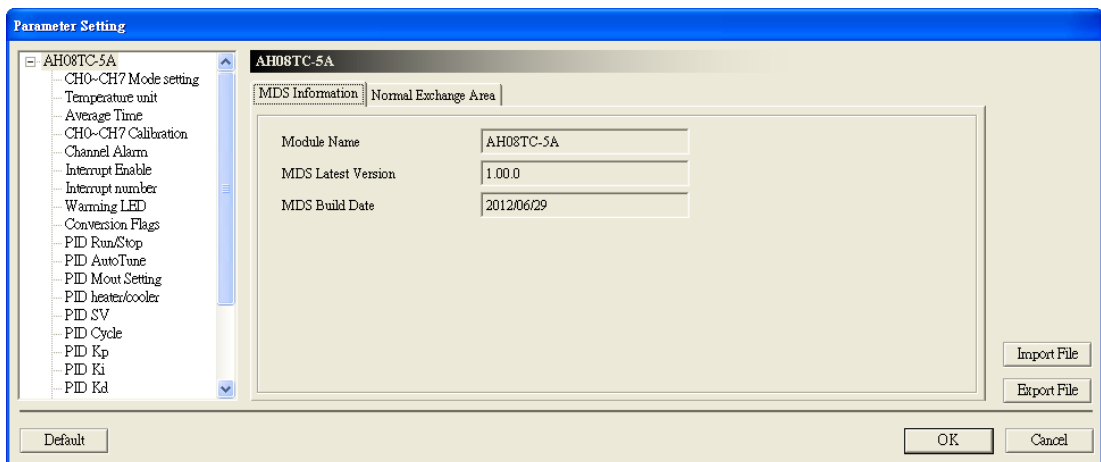 Parameter Setting
AH08TC-5A
CH0~CH7 Mode setting
Temperature unit
Average Time
CH0~CH7 Calibration
Channel Alarm
Interrupt Enable
Interrupt number
Warming LED
Conversion Flags
PID Run/Stop
PID AutoTune
PID Mout Setting
PID heater/cooler
PID SV
PID Cycle
PID Kp
PID Ki
PID Kd
AH08TC-5A
MDS Information Normal Exchange Area
Module Name AH08TC-5A
MDS Latest Version 1.00.0
MDS Build Date 2012/06/29
Import File
Export File
Default OK Cancel